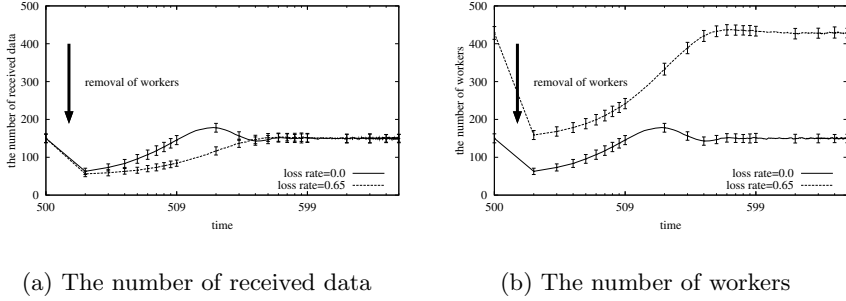 the number of received data
500
400
300
200
100
0
removal of workers
loss rate=0.0
loss rate=0.65
500
509
599
time
(a) The number of received data
the number of workers
500
400
300
200
100
0
removal of workers
loss rate=0.0
loss rate=0.65
500
509
599
time
(b) The number of workers